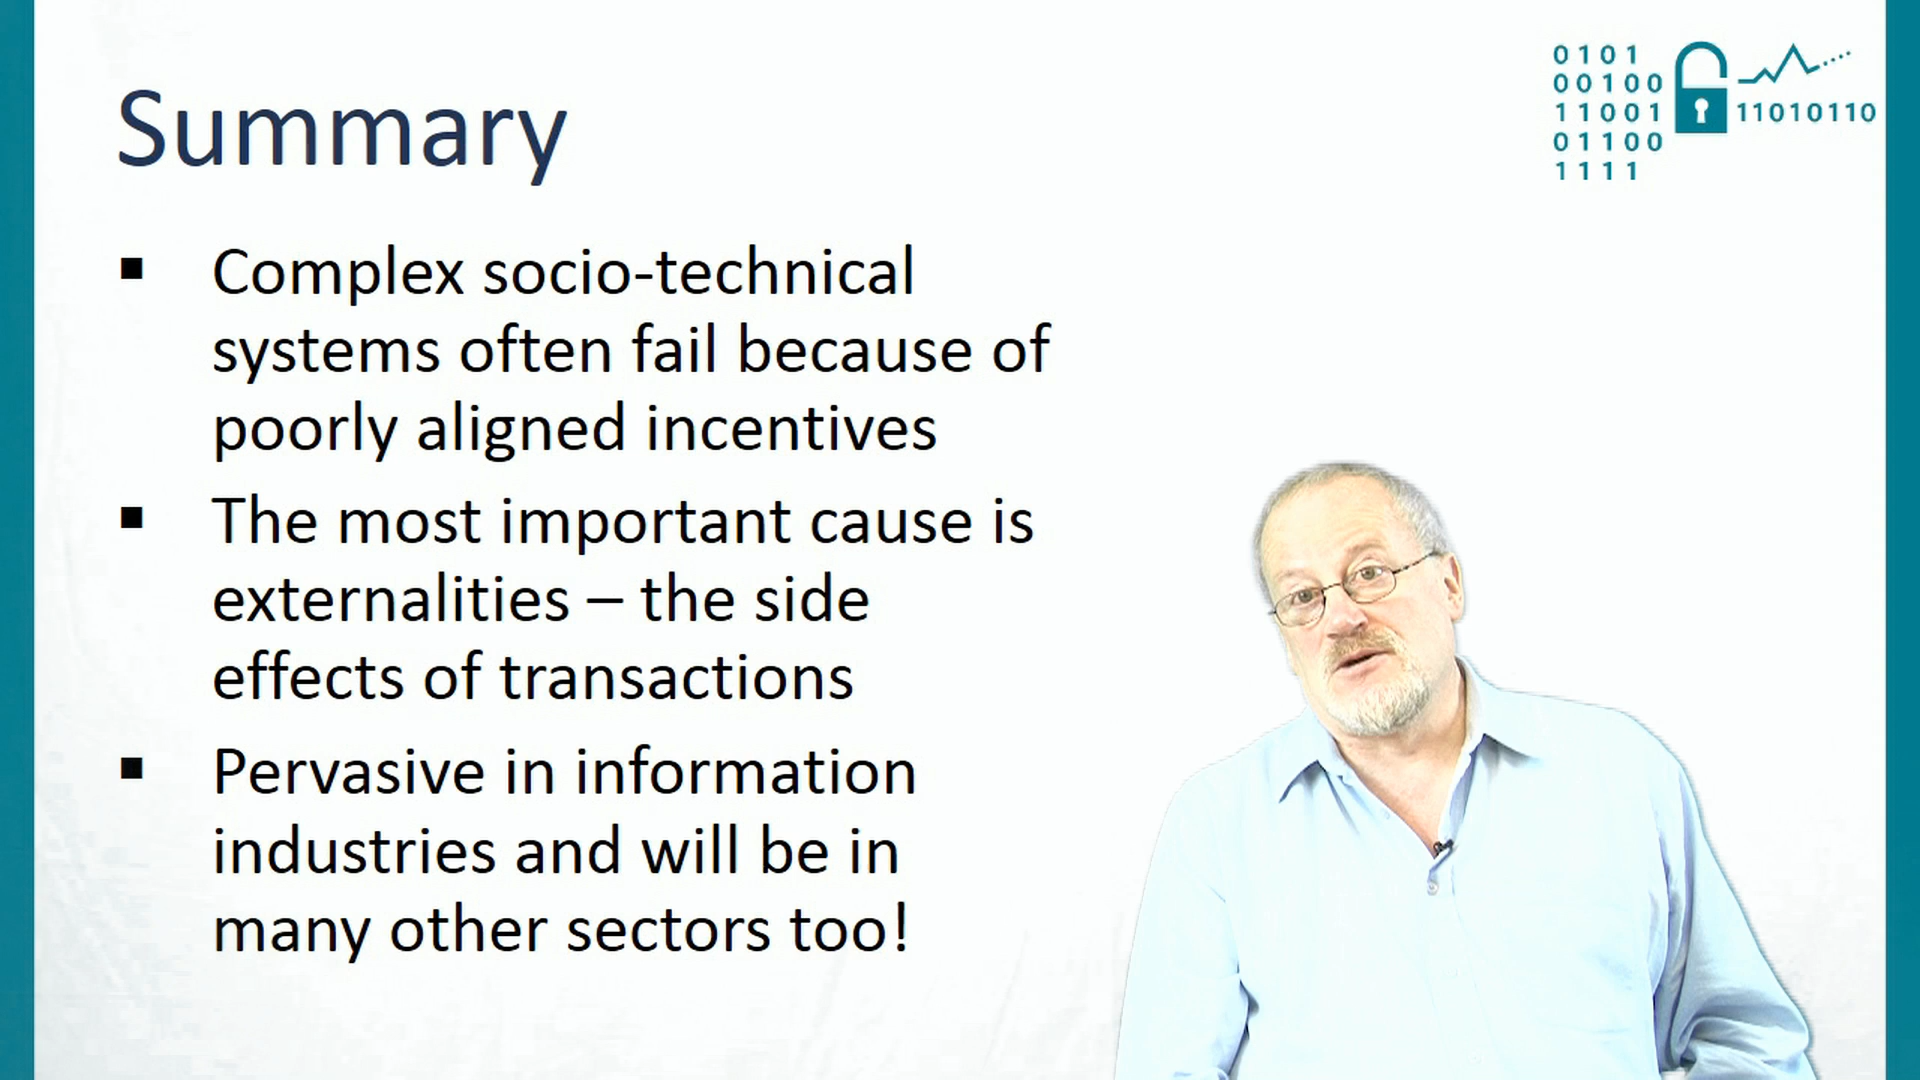 Summary
▪ Complex socio-technical
systems often fail because of
poorly aligned incentives
▪ The most important cause is
externalities – the side
effects of transactions
▪ Pervasive in information
industries and will be in
many other sectors too!
0101
00100
11001
01100
1111
11010110